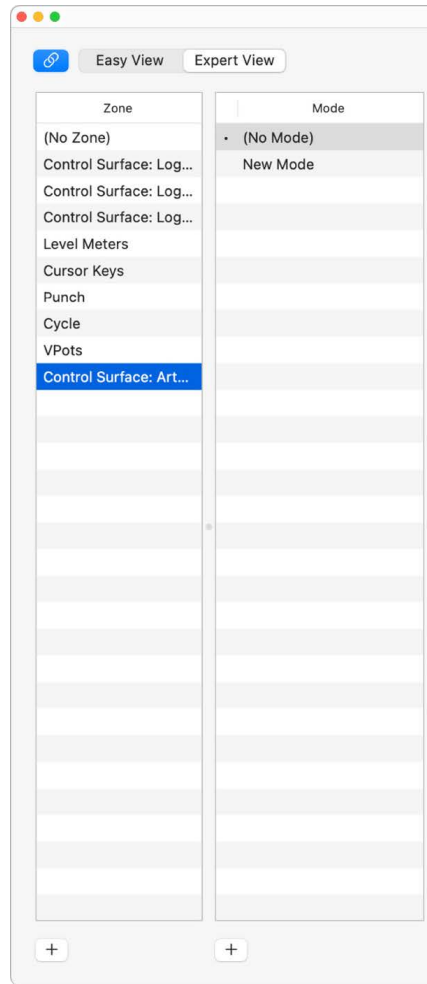 Easy View Expert View
Zone
(No Zone)
Control Surface: Log...
Control Surface: Log...
Control Surface: Log...
Level Meters
Cursor Keys
Punch
Cycle
VPots
Control Surface: Art...
Mode
• (No Mode)
New Mode
+ +